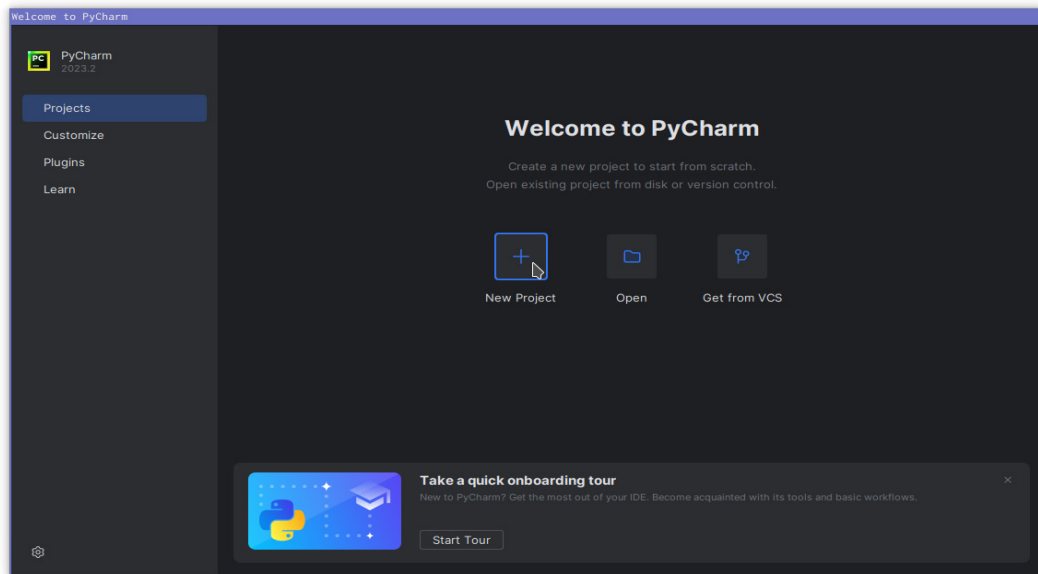 Welcome to PyCharm
PC
PyCharm
2023.2
Projects
Customize
Plugins
Learn
Welcome to PyCharm
Create a new project to start from scratch.
Open existing project from disk or version control.
New Project
Open
Get from VCS
Take a quick onboarding tour
New to PyCharm? Get the most out of your IDE. Become acquainted with its tools and basic workflows.
Start Tour